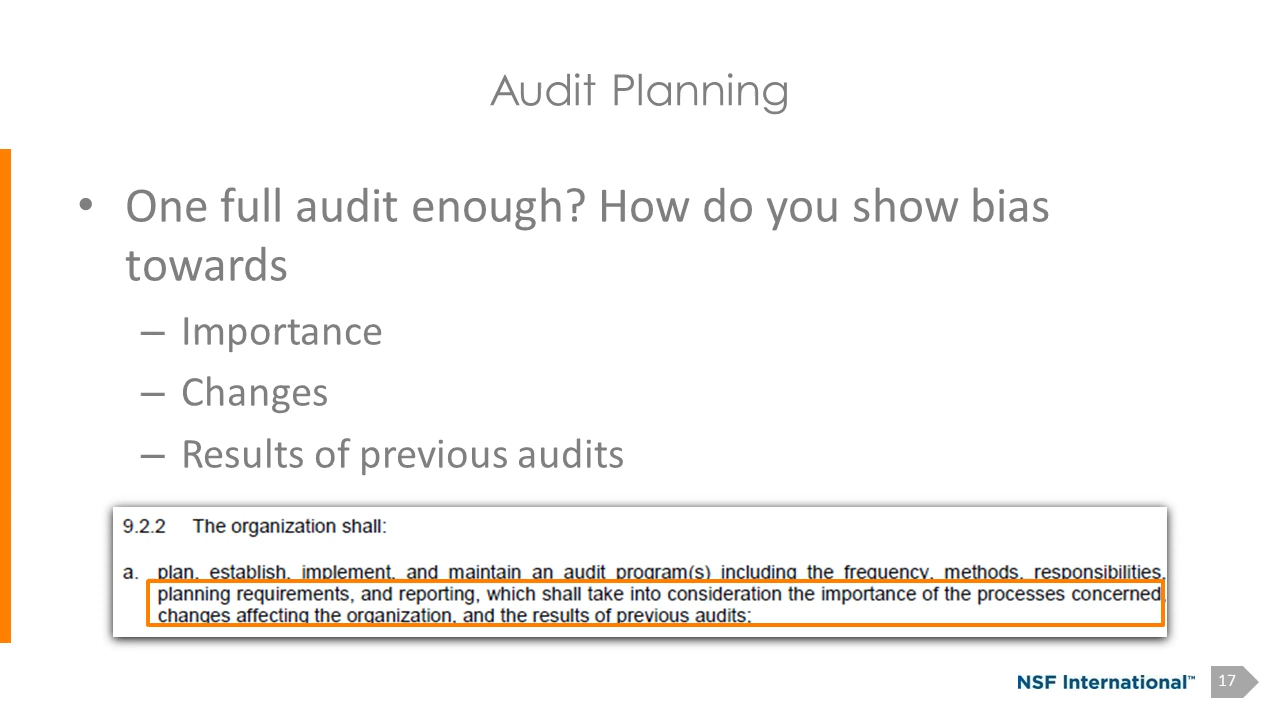 Audit Planning
• One full audit enough? How do you show bias
towards
– Importance
– Changes
– Results of previous audits
9.2.2 The organization shall:
a. plan, establish, implement, and maintain an audit program(s) including the frequency, methods, responsibilities,
planning requirements, and reporting, which shall take into consideration the importance of the processes concerned,
changes affecting the organization, and the results of previous audits;
NSF International™
17